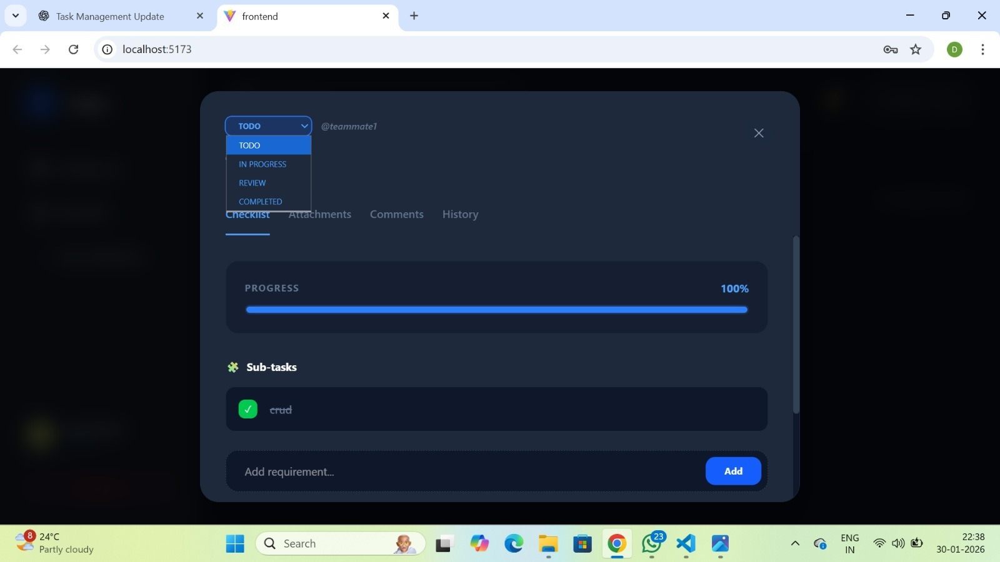 Task Management Update
frontend
localhost:5173
D
TODO
@teammate1
TODO
IN PROGRESS
REVIEW
COMPLETED
Checklist Attachments Comments History
PROGRESS 100%
Sub-tasks
crud
Add requirement...
Add
8
24°C
Partly cloudy
Search
23
ENG
IN
22:38
30-01-2026